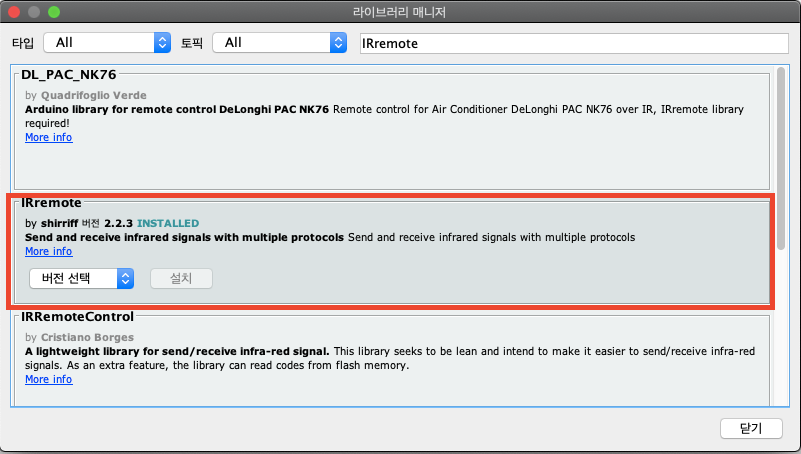 라이브러리 매니저
타입 All 토픽 All IRremote
DL_PAC_NK76
by Quadrifoglio Verde
Arduino library for remote control DeLonghi PAC NK76 Remote control for Air Conditioner DeLonghi PAC NK76 over IR, IRremote library
required!
More info
IRremote
by shirriff 버전 2.2.3 INSTALLED
Send and receive infrared signals with multiple protocols Send and receive infrared signals with multiple protocols
More info
버전 선택 설치
IRRemoteControl
by Cristiano Borges
A lightweight library for send/receive infra-red signal. This library seeks to be lean and intend to make it easier to send/receive infra-red
signals. As an extra feature, the library can read codes from flash memory.
More info
닫기